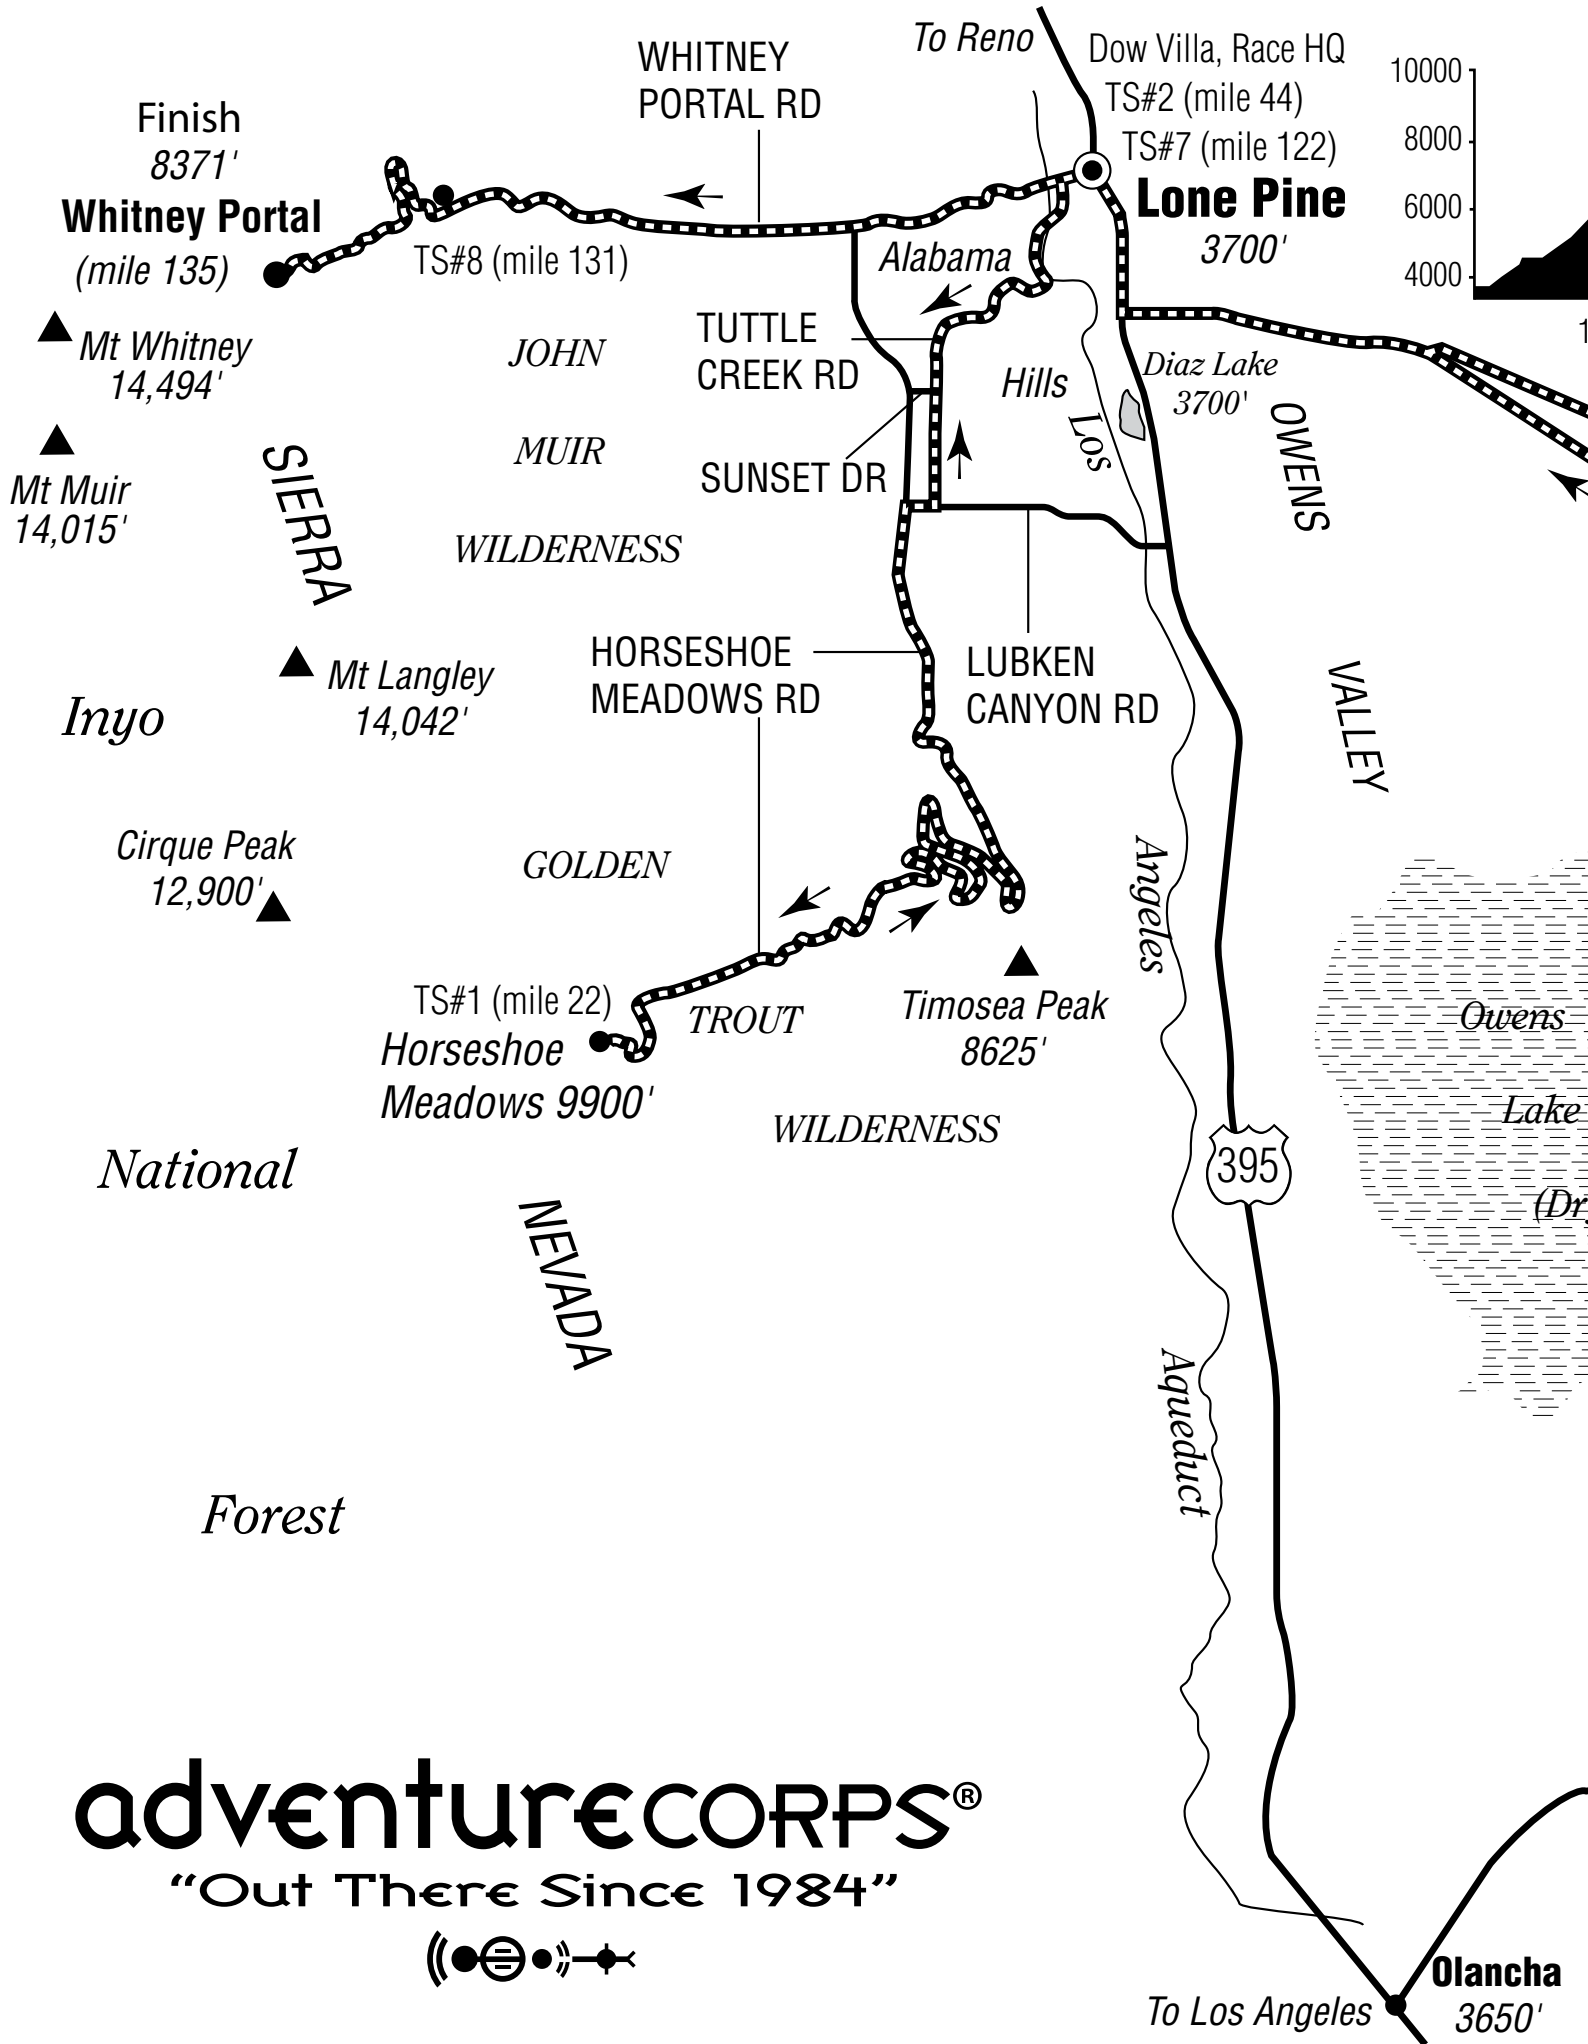 To Reno
Dow Villa, Race HQ
TS#2 (mile 44)
TS#7 (mile 122)
Lone Pine
3700'
10000
8000
6000
4000
1
WHITNEY
PORTAL RD
Finish
8371'
Whitney Portal
(mile 135)
TS#8 (mile 131)
Alabama
Hills
Mt Whitney
14,494'
JOHN
MUIR
WILDERNESS
TUTTLE
CREEK RD
Diaz Lake
3700'
Mt Muir
14,015'
SIERRA
SUNSET DR
Los
OWENS
VALLEY
HORSESHOE
MEADOWS RD
LUBKEN
CANYON RD
Mt Langley
14,042'
Inyo
Cirque Peak
12,900'
GOLDEN
Angeles
TS#1 (mile 22)
Horseshoe
Meadows 9900'
TROUT
WILDERNESS
Timosea Peak
8625'
Owens
Lake
(Dr
National
395
NEVADA
Aqueduct
Forest
adventureCORPS®
“Out There Since 1984”
Olancha
3650'
To Los Angeles